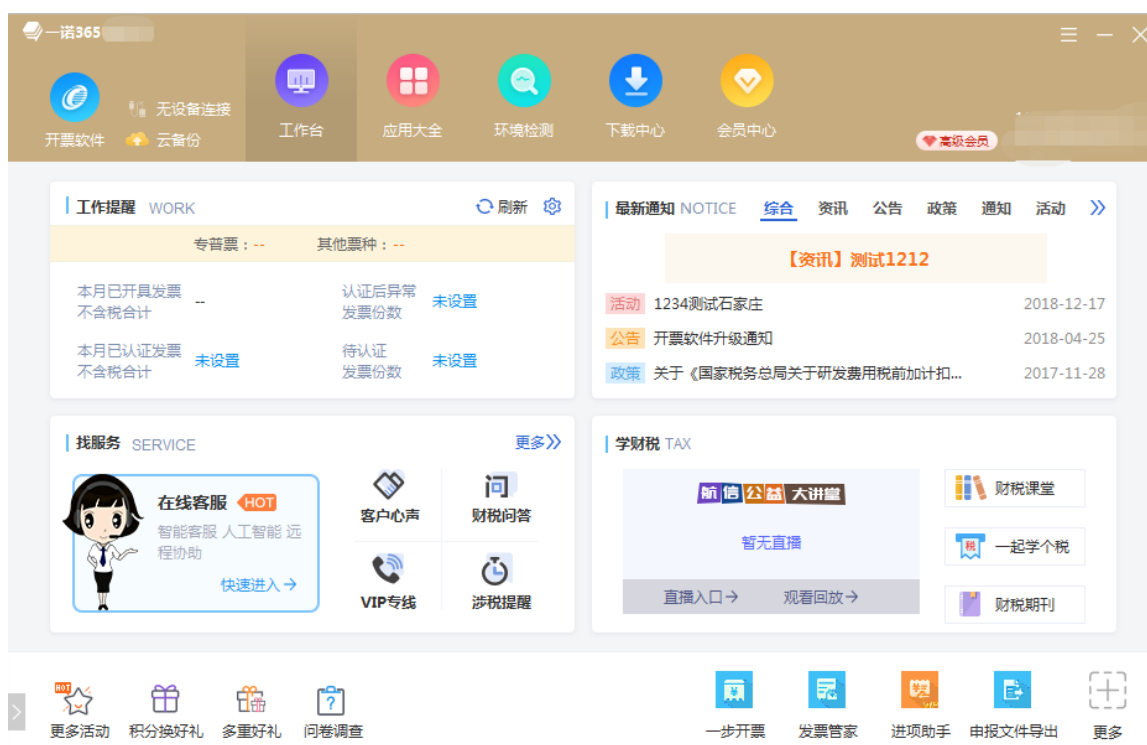 一诺365
开票软件
无设备连接
云备份
工作台
应用大全
环境检测
下载中心
会员中心
高级会员
工作提醒 WORK
刷新
专普票：-- 其他票种：--
本月已开具发票
不含税合计
--
认证后异常
发票份数
未设置
本月已认证发票
不含税合计
未设置
待认证
发票份数
未设置
最新通知 NOTICE 综合 资讯 公告 政策 通知 活动
【资讯】测试1212
活动 1234测试石家庄 2018-12-17
公告 开票软件升级通知 2018-04-25
政策 关于《国家税务总局关于研发费用税前加计扣... 2017-11-28
找服务 SERVICE 更多
在线客服 HOT
智能客服 人工智能 远
程协助
快速进入
客户心声
问
财税问答
VIP专线
涉税提醒
学财税 TAX
航信公益大讲堂
暂无直播
直播入口 观看回放
财税课堂
税
一起学个税
财税期刊
HOT
更多活动
积分换好礼
多重好礼
问卷调查
一步开票
发票管家
进项助手
申报文件导出
更多